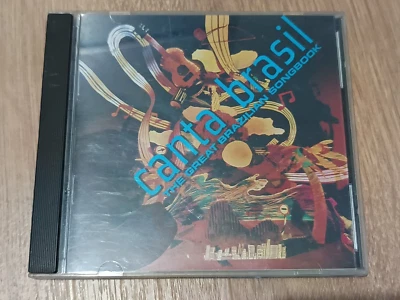 canta brasil
THE GREAT BRAZILIAN SONGBOOK